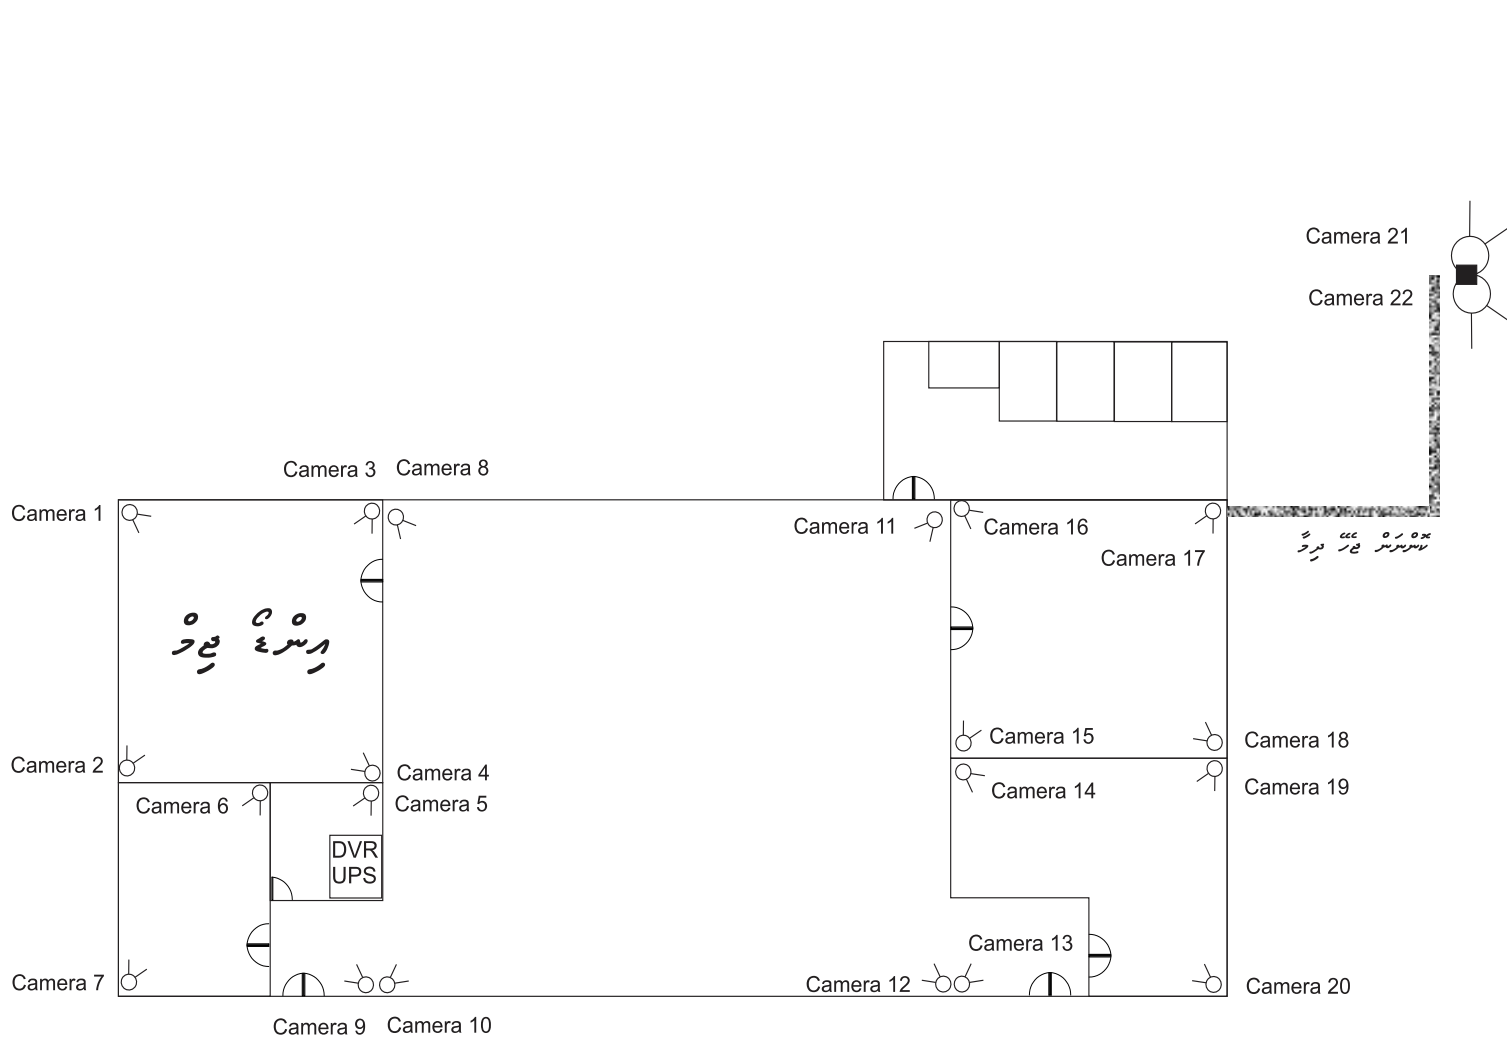 Camera 21
Camera 22
Camera 3
Camera 8
Camera 1
Camera 11
Camera 16
ކޮންނަން ޖެހޭ ދިމާ
Camera 17
އިންޑޯ ޖިމް
Camera 15
Camera 18
Camera 2
Camera 4
Camera 19
Camera 14
Camera 6
Camera 5
DVR
UPS
Camera 13
Camera 7
Camera 12
Camera 20
Camera 9
Camera 10